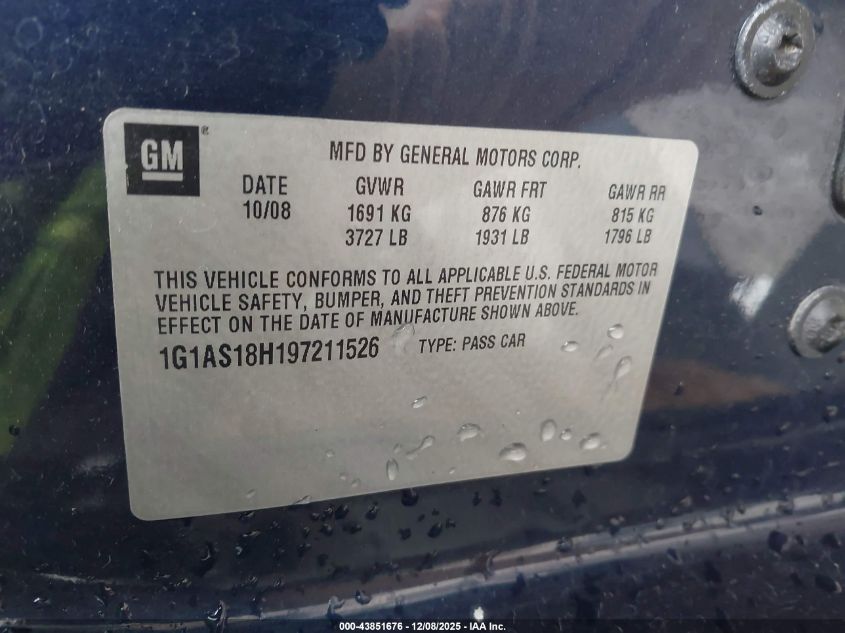 GM ®
MFD BY GENERAL MOTORS CORP.
DATE GVWR GAWR FRT GAWR RR
10/08 1691 KG 876 KG 815 KG
3727 LB 1931 LB 1796 LB
THIS VEHICLE CONFORMS TO ALL APPLICABLE U.S. FEDERAL MOTOR
VEHICLE SAFETY, BUMPER, AND THEFT PREVENTION STANDARDS IN
EFFECT ON THE DATE OF MANUFACTURE SHOWN ABOVE.
1G1AS18H197211526 TYPE: PASS CAR
000-43851676 - 12/08/2025 - IAA Inc.